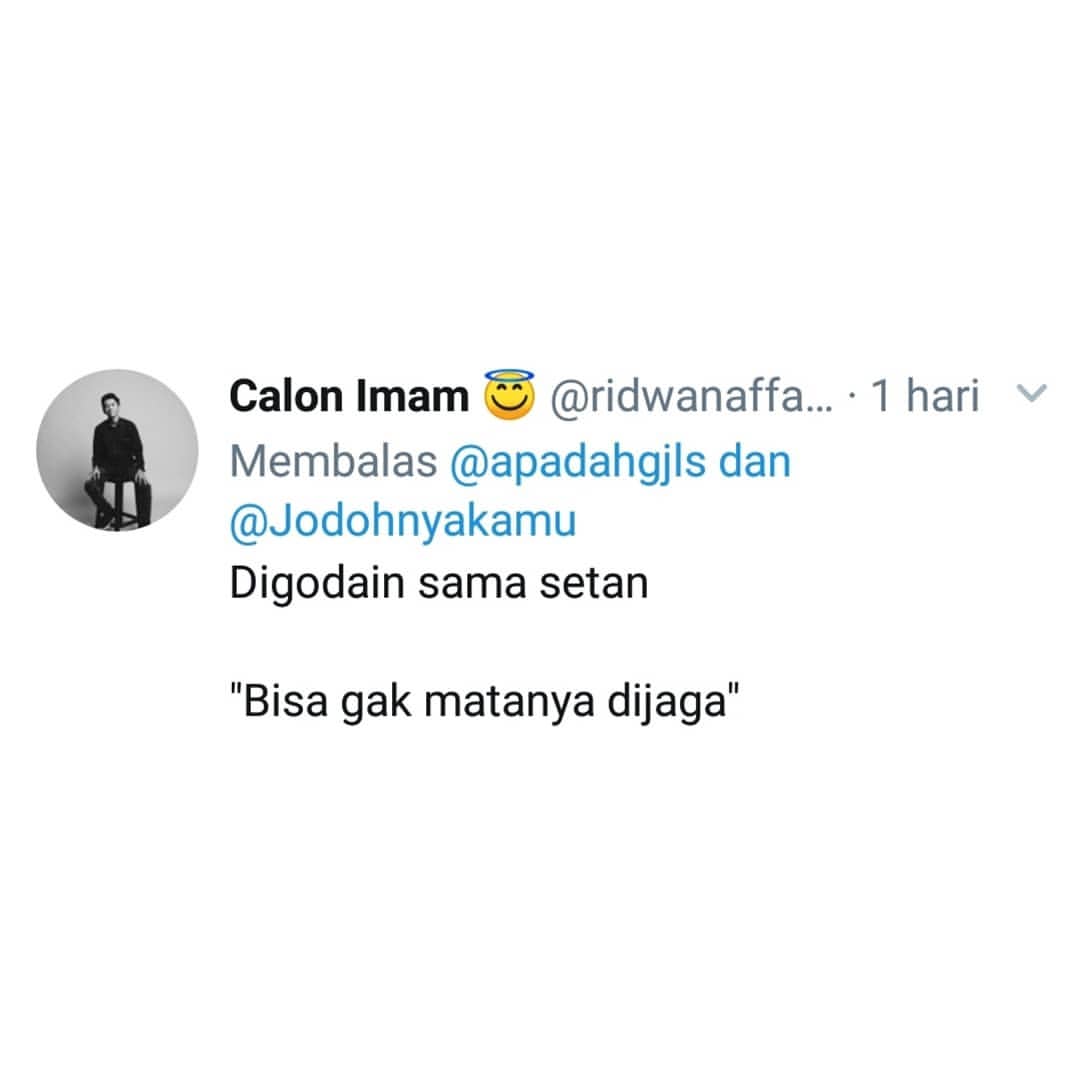 Calon Imam 😇 @ridwanaffa... · 1 hari
Membalas @apadahgjls dan
@Jodohnyakamu
Digodain sama setan
"Bisa gak matanya dijaga"